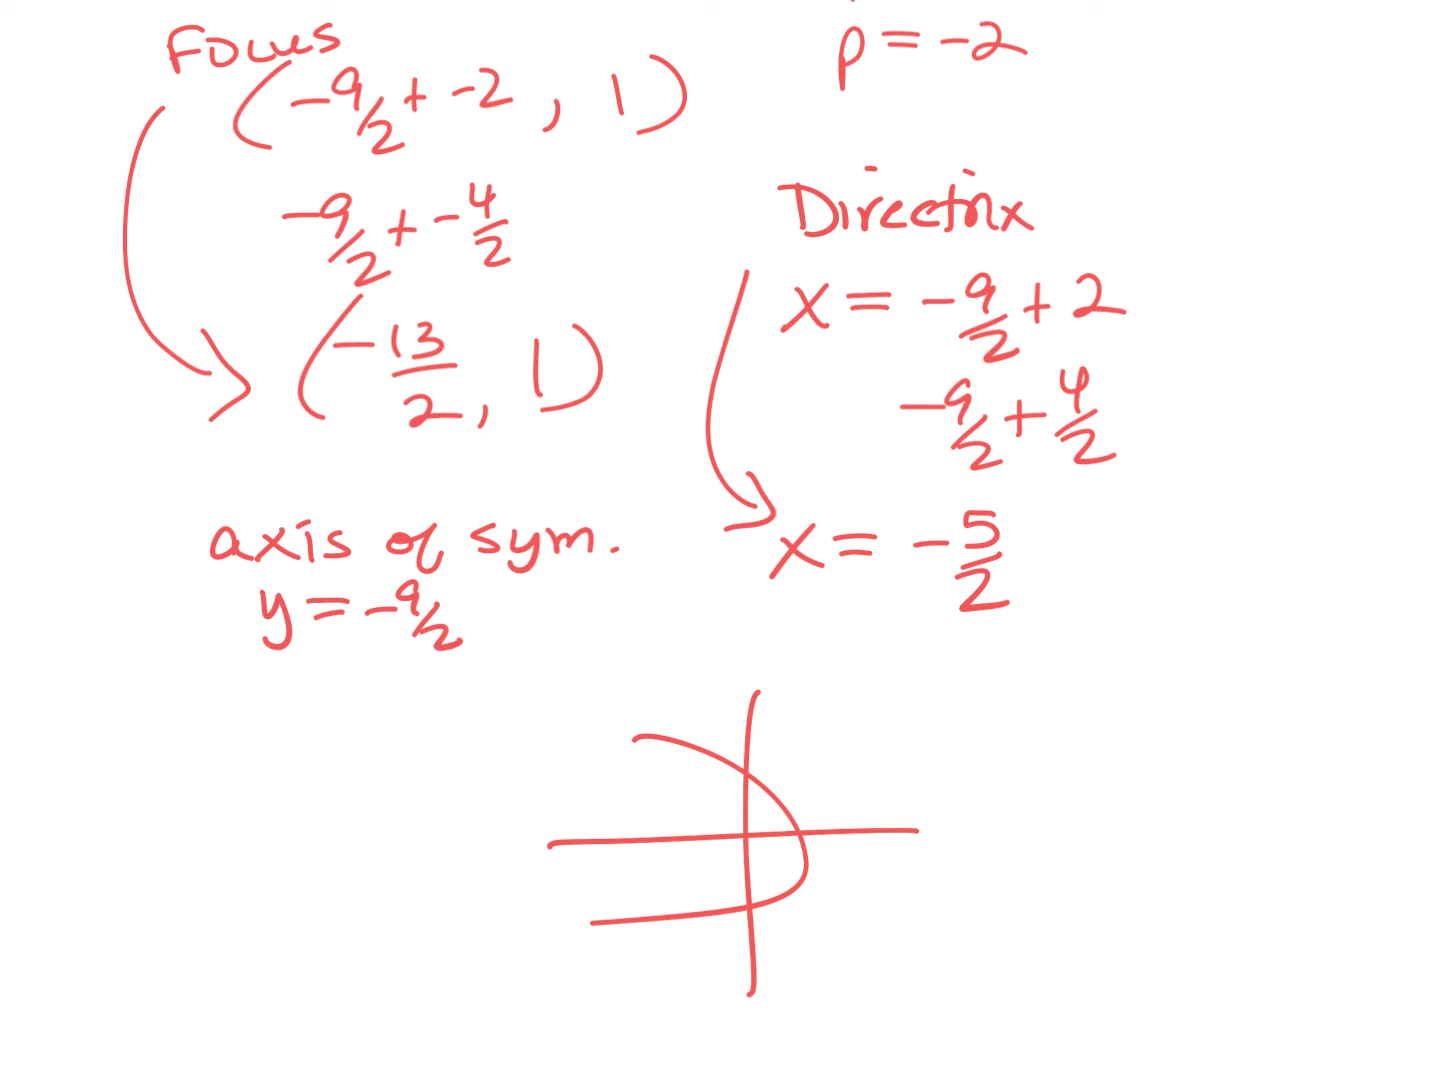 Focus
(-9/2 + -2, 1)
-9/2 + -4/2
(-13/2, 1)
axis of sym.
y = -9/2
p = -2
Directrix
x = -9/2 + 2
-9/2 + 4/2
x = -5/2